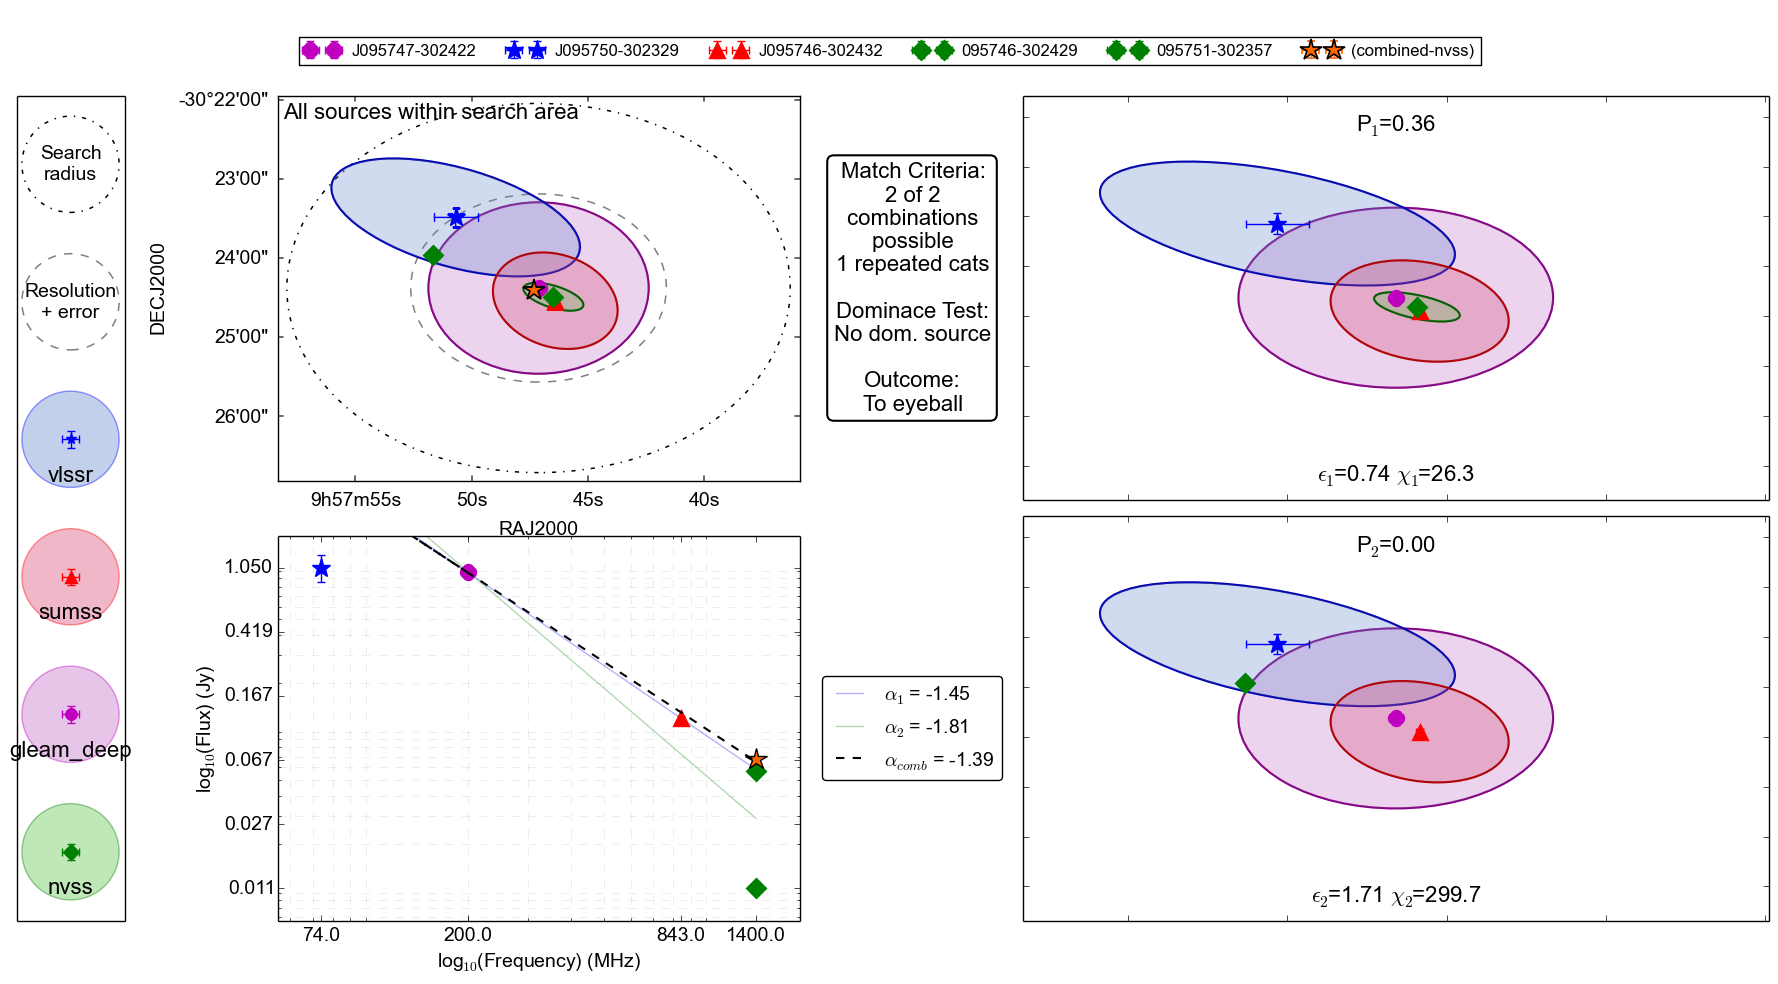 J095747-302422 J095750-302329 J095746-302432 095746-302429 095751-302357 (combined-nvss)
Search
radius
Resolution
+ error
vlssr
sumss
gleam_deep
nvss
All sources within search area
-30°22'00"
23'00"
24'00"
25'00"
26'00"
DECJ2000
9h57m55s 50s 45s 40s
RAJ2000
Match Criteria:
2 of 2
combinations
possible
1 repeated cats
Dominace Test:
No dom. source
Outcome:
To eyeball
P₁=0.36
ϵ₁=0.74 χ₁=26.3
1.050
0.419
0.167
0.067
0.027
0.011
log₁₀(Flux) (Jy)
74.0 200.0 843.0 1400.0
log₁₀(Frequency) (MHz)
α₁ = -1.45
α₂ = -1.81
α_comb = -1.39
P₂=0.00
ϵ₂=1.71 χ₂=299.7